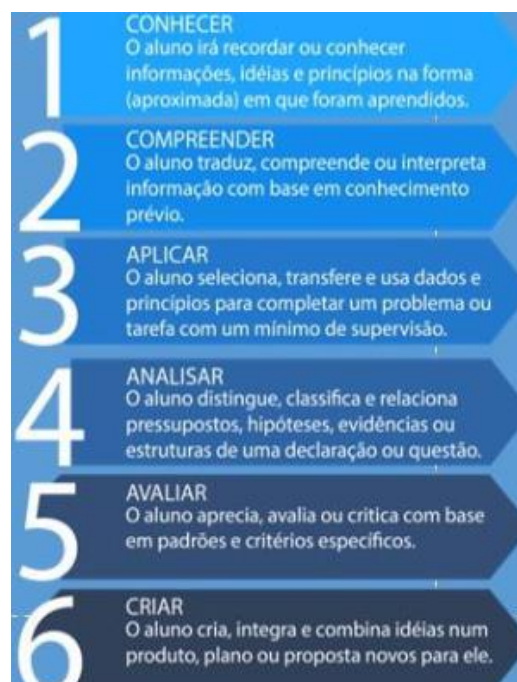 1
CONHECER
O aluno irá recordar ou conhecer
informações, idéias e princípios na forma
(aproximada) em que foram aprendidos.
2
COMPREENDER
O aluno traduz, compreende ou interpreta
informação com base em conhecimento
prévio.
3
APLICAR
O aluno seleciona, transfere e usa dados e
princípios para completar um problema ou
tarefa com um mínimo de supervisão.
4
ANALISAR
O aluno distingue, classifica e relaciona
pressupostos, hipóteses, evidências ou
estruturas de uma declaração ou questão.
5
AVALIAR
O aluno aprecia, avalia ou critica com base
em padrões e critérios específicos.
6
CRIAR
O aluno cria, integra e combina idéias num
produto, plano ou proposta novos para ele.